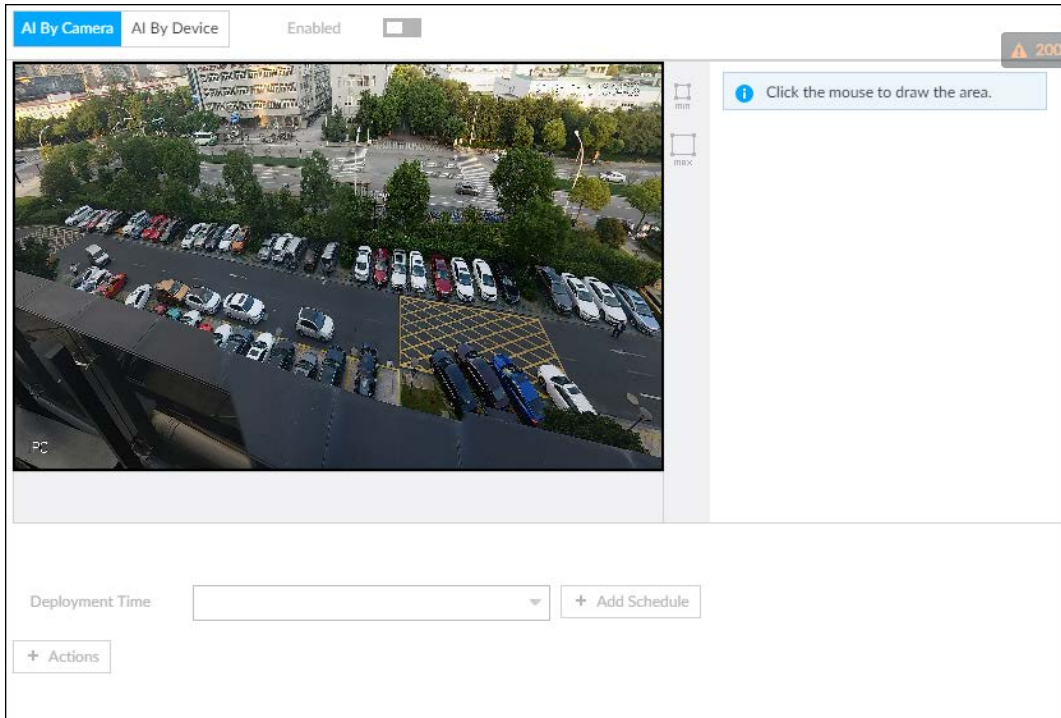 AI By Camera AI By Device Enabled
200
min
max
Click the mouse to draw the area.
PC
Deployment Time + Add Schedule
+ Actions